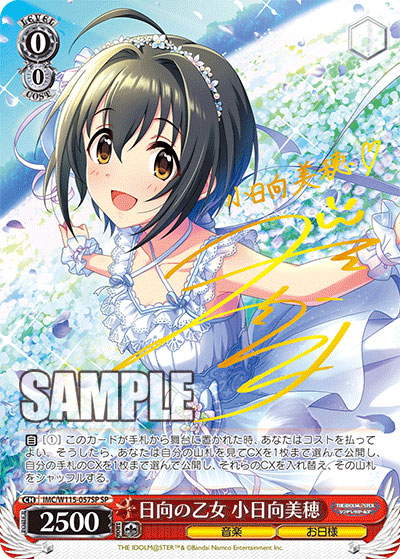 LEVEL
0
0
COST
小日向美穂
SAMPLE
自 [①] このカードが手札から舞台に置かれた時、あなたはコストを払って
よい。そうしたら、あなたは自分の山札を見てCXを1枚まで選んで公開し、
自分の手札のCXを1枚まで選んで公開し、それらのCXを入れ替え、その山札
をシャッフルする。
CH IMC/W115-057SP SP
2500
日向の乙女 小日向美穂
音楽 お日様
THE IDOLM@STER™& ©Bandai Namco Entertainment Inc.